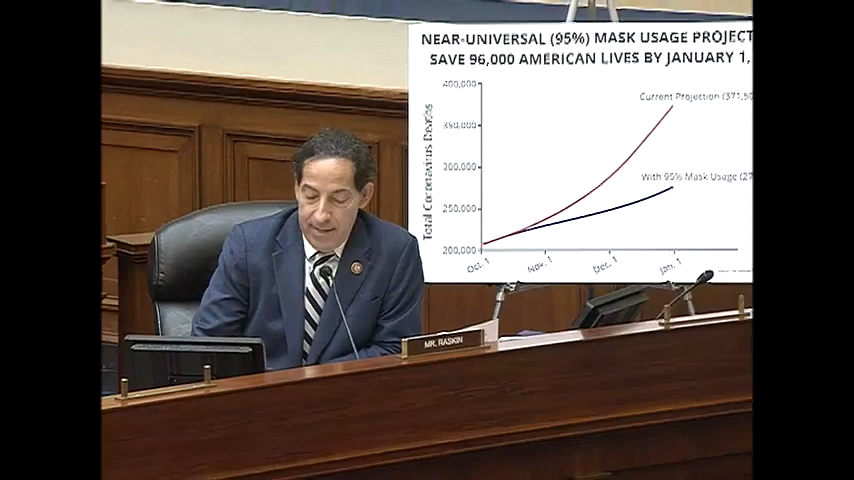 NEAR-UNIVERSAL (95%) MASK USAGE PROJECT
SAVE 96,000 AMERICAN LIVES BY JANUARY 1,
400,000
Current Projection (371,50
350,000
300,000
With 95% Mask Usage (27
250,000
200,000
Total Coronavirus Deaths
Oct. 1
Nov. 1
Dec. 1
Jan. 1
MR. RASKIN